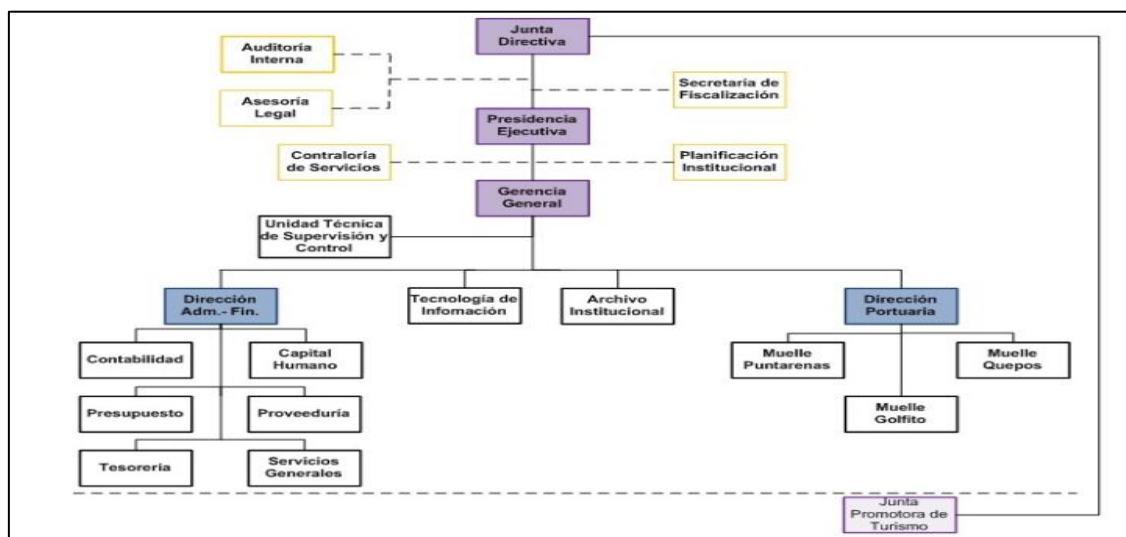 Junta
Directiva
Auditoría
Interna
Secretaría de
Fiscalización
Asesoría
Legal
Presidencia
Ejecutiva
Contraloría
de Servicios
Planificación
Institucional
Gerencia
General
Unidad Técnica
de Supervisión y
Control
Dirección
Adm.- Fin.
Tecnología de
Infomación
Archivo
Institucional
Dirección
Portuaria
Contabilidad
Capital
Humano
Muelle
Puntarenas
Muelle
Quepos
Presupuesto
Proveeduría
Muelle
Golfito
Tesorería
Servicios
Generales
Junta
Promotora de
Turismo